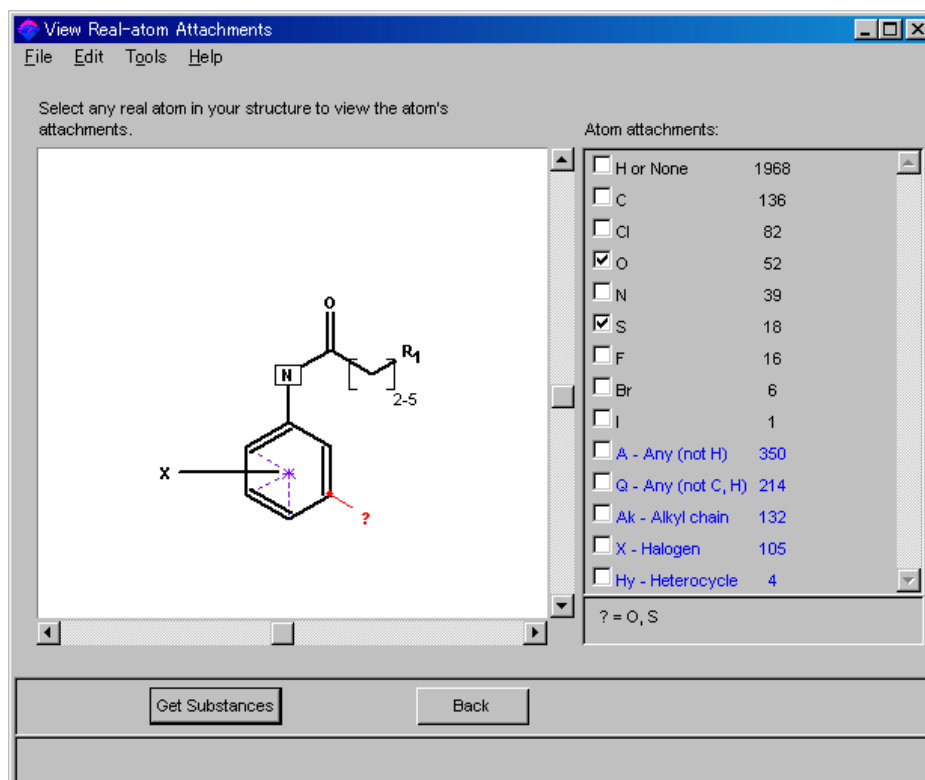 View Real-atom Attachments
File Edit Tools Help
Select any real atom in your structure to view the atom's
attachments.
O
N
R1
2-5
X
?
Atom attachments:
H or None 1968
C 136
Cl 82
O 52
N 39
S 18
F 16
Br 6
I 1
A - Any (not H) 350
Q - Any (not C, H) 214
Ak - Alkyl chain 132
X - Halogen 105
Hy - Heterocycle 4
? = O, S
Get Substances Back